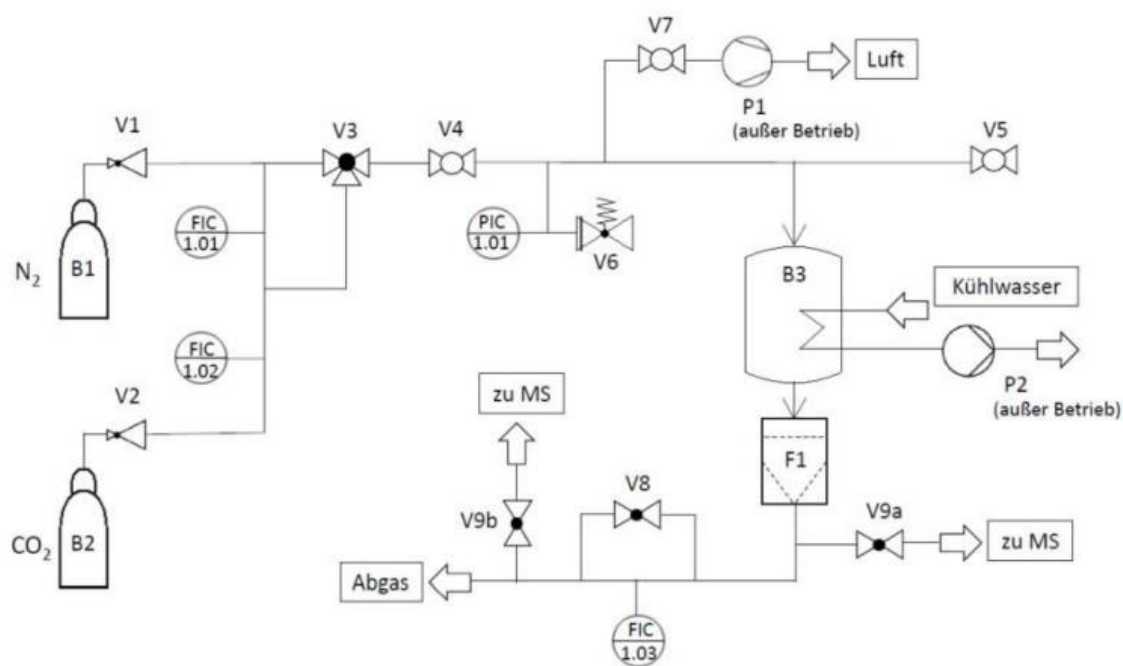 V7
Luft
P1
(außer Betrieb)
V1
V3
V4
V5
FIC
1.01
PIC
1.01
V6
N₂
B1
B3
Kühlwasser
FIC
1.02
P2
(außer Betrieb)
V2
zu MS
F1
V8
V9b
V9a
zu MS
CO₂
B2
Abgas
FIC
1.03